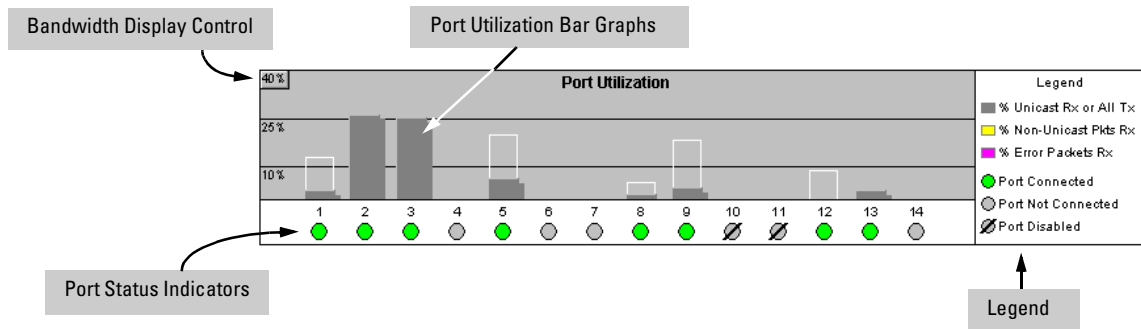 Bandwidth Display Control
Port Utilization Bar Graphs
40%
Port Utilization
25%
10%
1 2 3 4 5 6 7 8 9 10 11 12 13 14
Legend
% Unicast Rx or All Tx
% Non-Unicast Pkts Rx
% Error Packets Rx
Port Connected
Port Not Connected
Port Disabled
Port Status Indicators
Legend